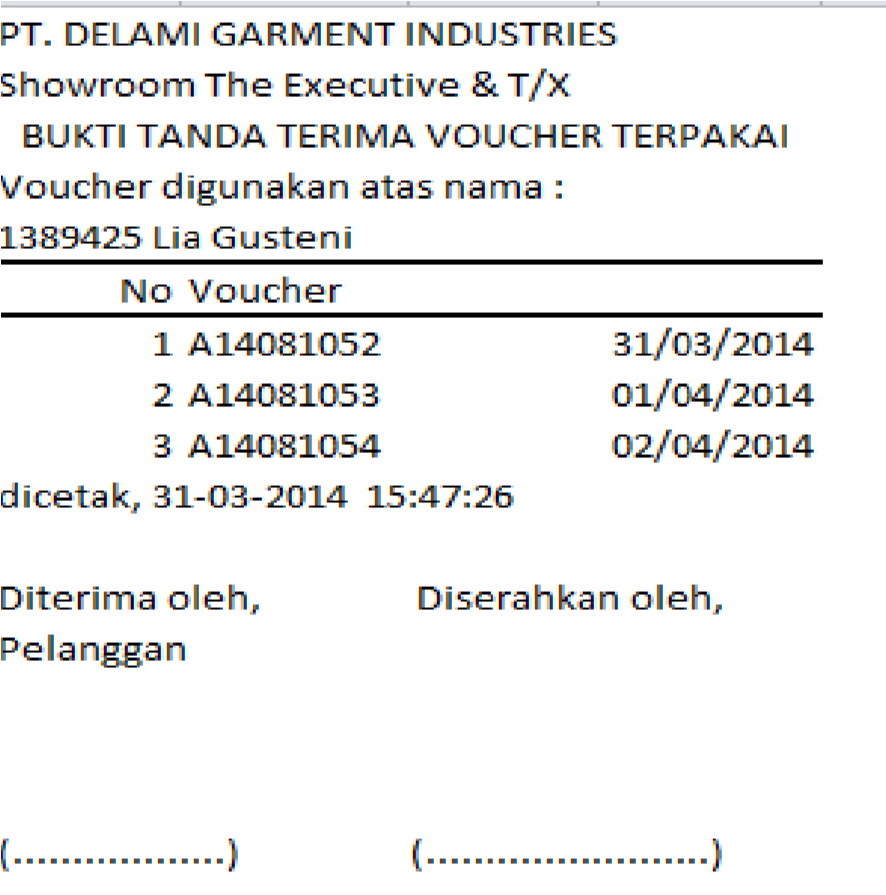 PT. DELAMI GARMENT INDUSTRIES
Showroom The Executive & T/X
BUKTI TANDA TERIMA VOUCHER TERPAKAI
Voucher digunakan atas nama :
1389425 Lia Gusteni
No Voucher
1 A14081052 31/03/2014
2 A14081053 01/04/2014
3 A14081054 02/04/2014
dicetak, 31-03-2014 15:47:26
Diterima oleh, Diserahkan oleh,
Pelanggan
(..................) (........................)